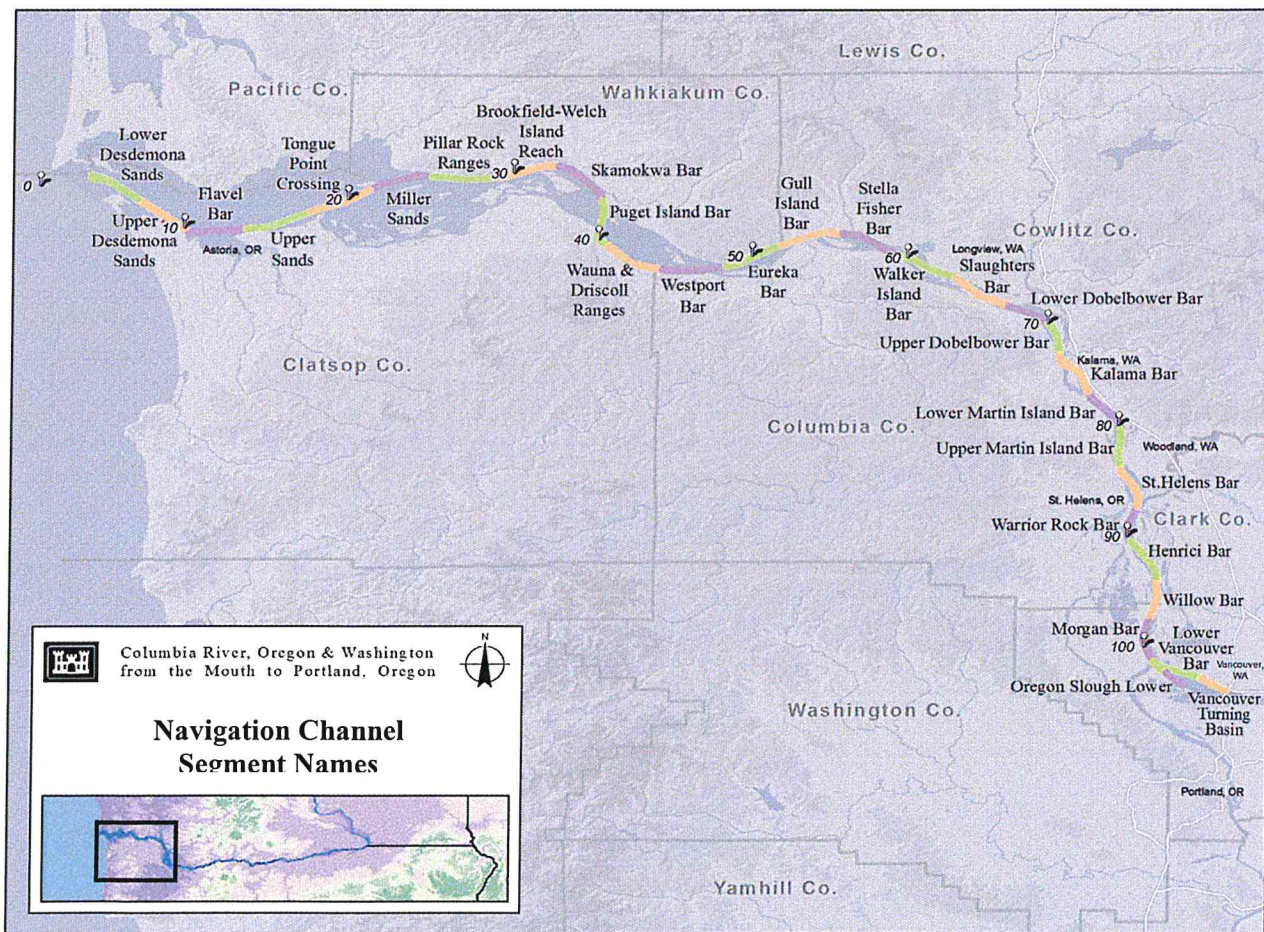 Lewis Co.
Pacific Co.
Wahkiakum Co.
Brookfield-Welch
Island
Reach
Lower
Desdemona
Sands
Tongue
Point
Crossing
Pillar Rock
Ranges
30
Skamokwa Bar
0
Flavel
Bar
20
Miller
Sands
Gull
Island
Bar
Stella
Fisher
Bar
Puget Island Bar
Cowlitz Co.
Upper
Desdemona
Sands
10
Astoria, OR
Upper
Sands
40
50
Eureka
Bar
60
Longview, WA
Slaughters
Bar
Wauna &
Driscoll
Ranges
Westport
Bar
Walker
Island
Bar
Lower Dobelbower Bar
70
Upper Dobelbower Bar
Clatsop Co.
Kalama, WA
Kalama Bar
Columbia Co.
Lower Martin Island Bar
80
Upper Martin Island Bar
Woodland, WA
St.Helens Bar
St. Helens, OR
Warrior Rock Bar
90
Clark Co.
Henrici Bar
Willow Bar
Morgan Bar
100
Lower
Vancouver
Bar
Vancouver,
WA
Oregon Slough Lower
Vancouver
Turning
Basin
Washington Co.
Portland, OR
Yamhill Co.
Columbia River, Oregon & Washington
from the Mouth to Portland, Oregon
N
Navigation Channel
Segment Names